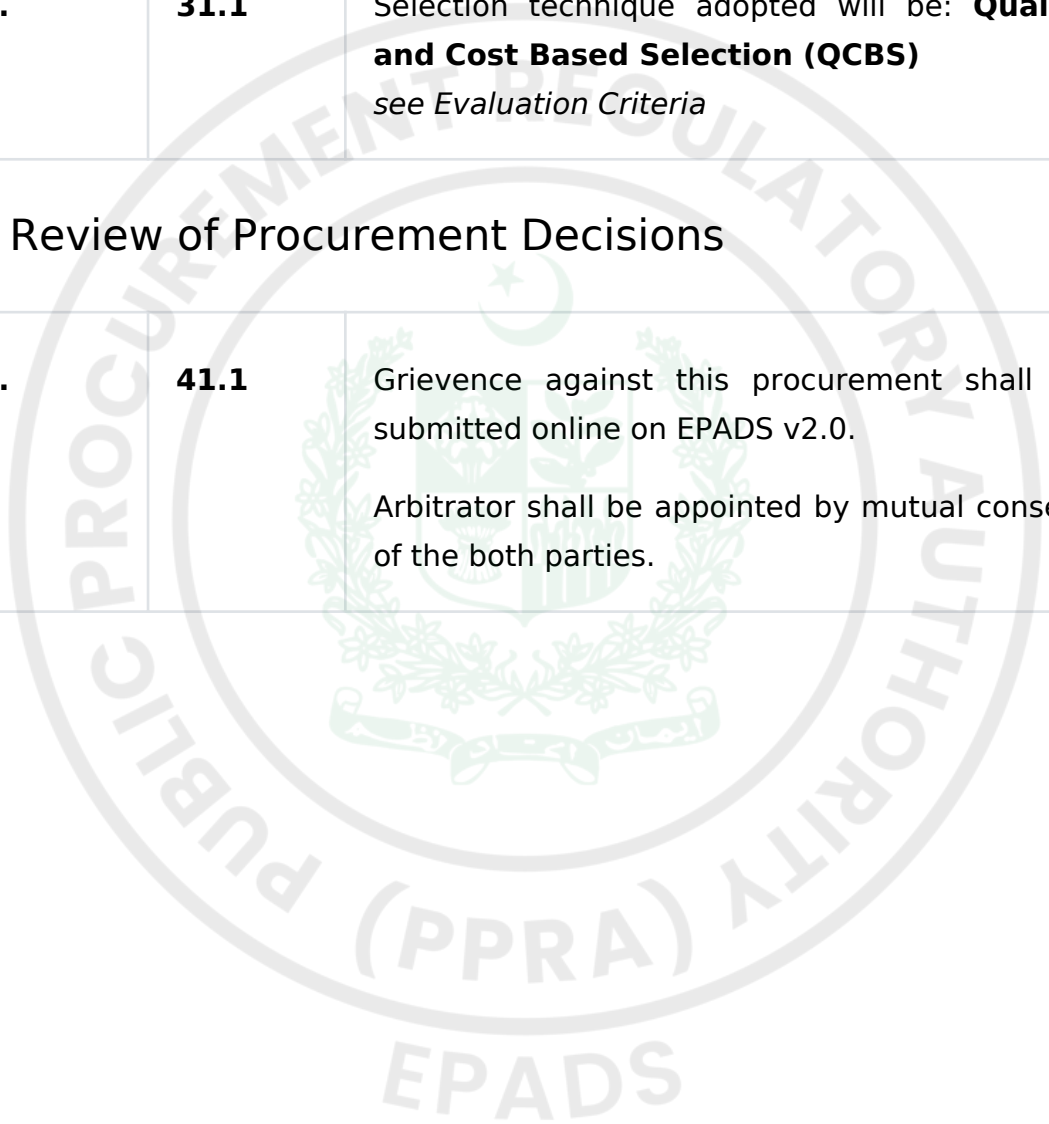 . 31.1 Selection technique adopted will be: Qual
and Cost Based Selection (QCBS)
see Evaluation Criteria
Review of Procurement Decisions
. 41.1 Grievence against this procurement shall
submitted online on EPADS v2.0.
Arbitrator shall be appointed by mutual conse
of the both parties.
PUBLIC PROCUREMENT REGULATORY AUTHORITY
(PPRA)
EPADS